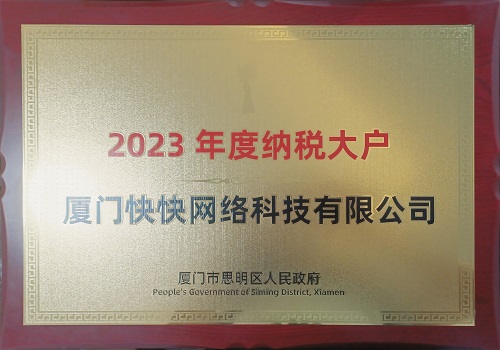 2023 年度纳税大户
厦门快快网络科技有限公司
厦门市思明区人民政府
People's Government of Siming District, Xiamen